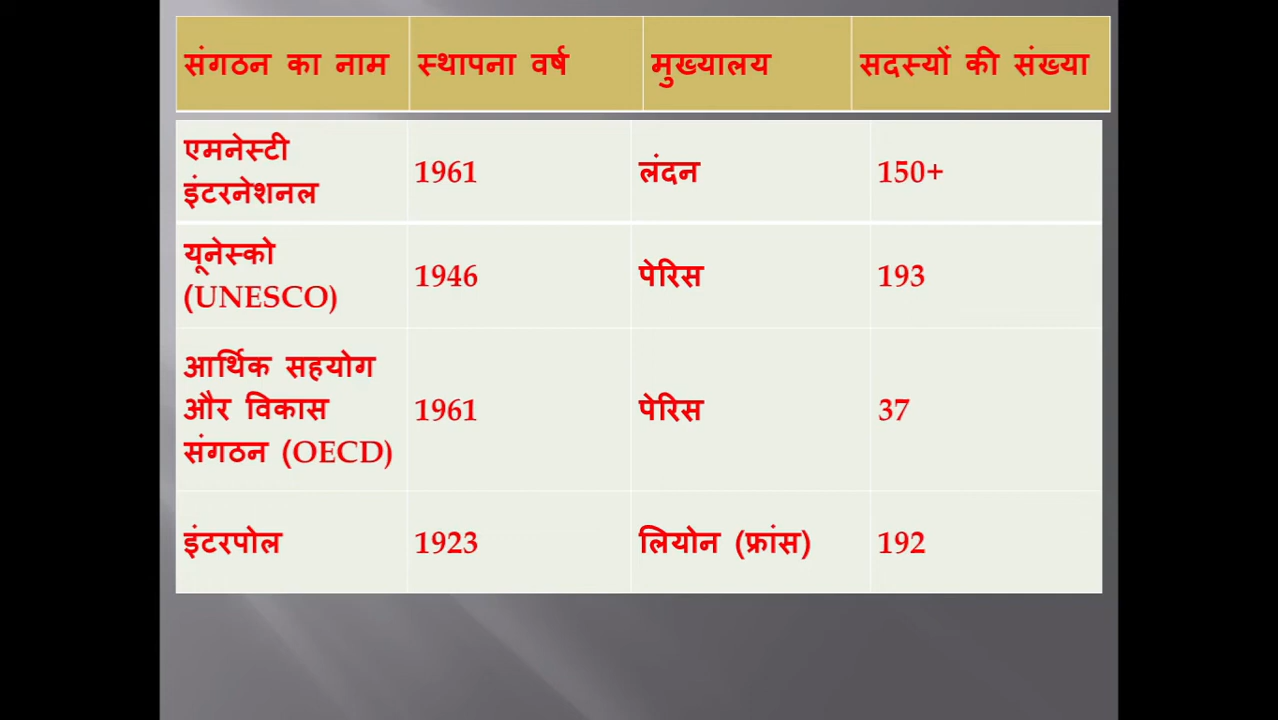 संगठन का नाम स्थापना वर्ष मुख्यालय सदस्यों की संख्या
एमनेस्टी
इंटरनेशनल 1961 लंदन 150+
यूनेस्को
(UNESCO) 1946 पेरिस 193
आर्थिक सहयोग
और विकास 1961 पेरिस 37
संगठन (OECD)
इंटरपोल 1923 लियोन (फ्रांस) 192